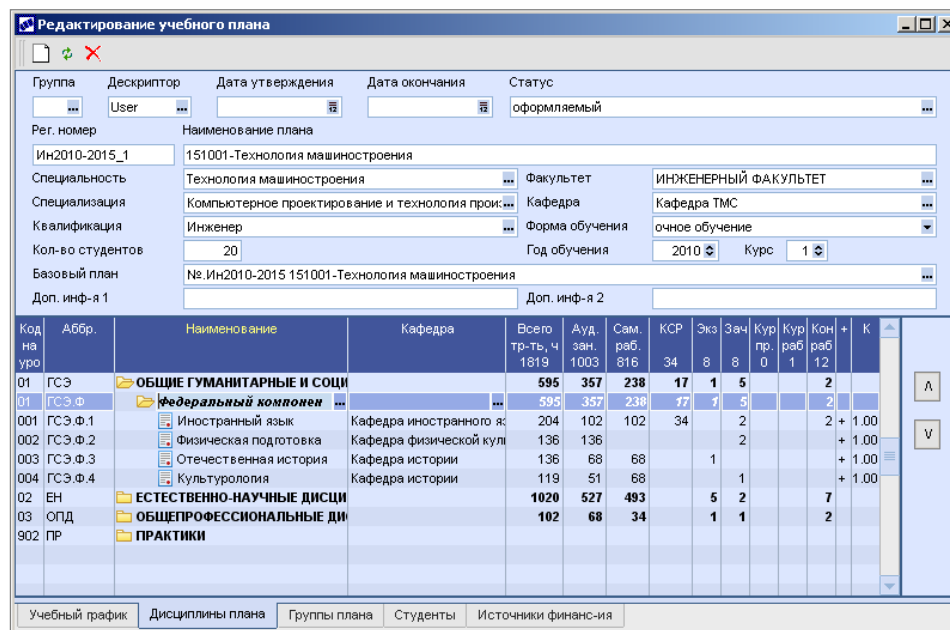 Редактирование учебного плана
Группа Дескриптор Дата утверждения Дата окончания Статус
... User ... 12 12 оформляемый ...
Рег. номер Наименование плана
Ин2010-2015_1 151001-Технология машиностроения
Специальность Технология машиностроения ... Факультет ИНЖЕНЕРНЫЙ ФАКУЛЬТЕТ ...
Специализация Компьютерное проектирование и технология произ ... Кафедра Кафедра ТМС ...
Квалификация Инженер ... Форма обучения очное обучение
Кол-во студентов 20 Год обучения 2010 Курс 1
Базовый план №.Ин2010-2015 151001-Технология машиностроения ...
Доп. инф-я 1 Доп. инф-я 2
Код Аббр. Наименование Кафедра Всего Ауд. Сам. КСР Экз Зач Кур Кур Кон + К
на тр-ть, ч зан. раб. пр. раб раб
уро 1819 1003 816 34 8 8 0 1 12
01 ГСЭ ОБЩИЕ ГУМАНИТАРНЫЕ И СОЦИ 595 357 238 17 1 5 2
01 ГСЭ.Ф Федеральный компонен ... ... 595 357 238 17 1 5 2
001 ГСЭ.Ф.1 Иностранный язык Кафедра иностранного яз 204 102 102 34 2 2 + 1.00
002 ГСЭ.Ф.2 Физическая подготовка Кафедра физической кул 136 136 2 + 1.00
003 ГСЭ.Ф.3 Отечественная история Кафедра истории 136 68 68 1 + 1.00
004 ГСЭ.Ф.4 Культурология Кафедра истории 119 51 68 1 + 1.00
02 ЕН ЕСТЕСТВЕННО-НАУЧНЫЕ ДИСЦИ 1020 527 493 5 2 7
03 ОПД ОБЩЕПРОФЕССИОНАЛЬНЫЕ ДИ 102 68 34 1 1 2
902 ПР ПРАКТИКИ
Учебный график Дисциплины плана Группы плана Студенты Источники финанс-ия